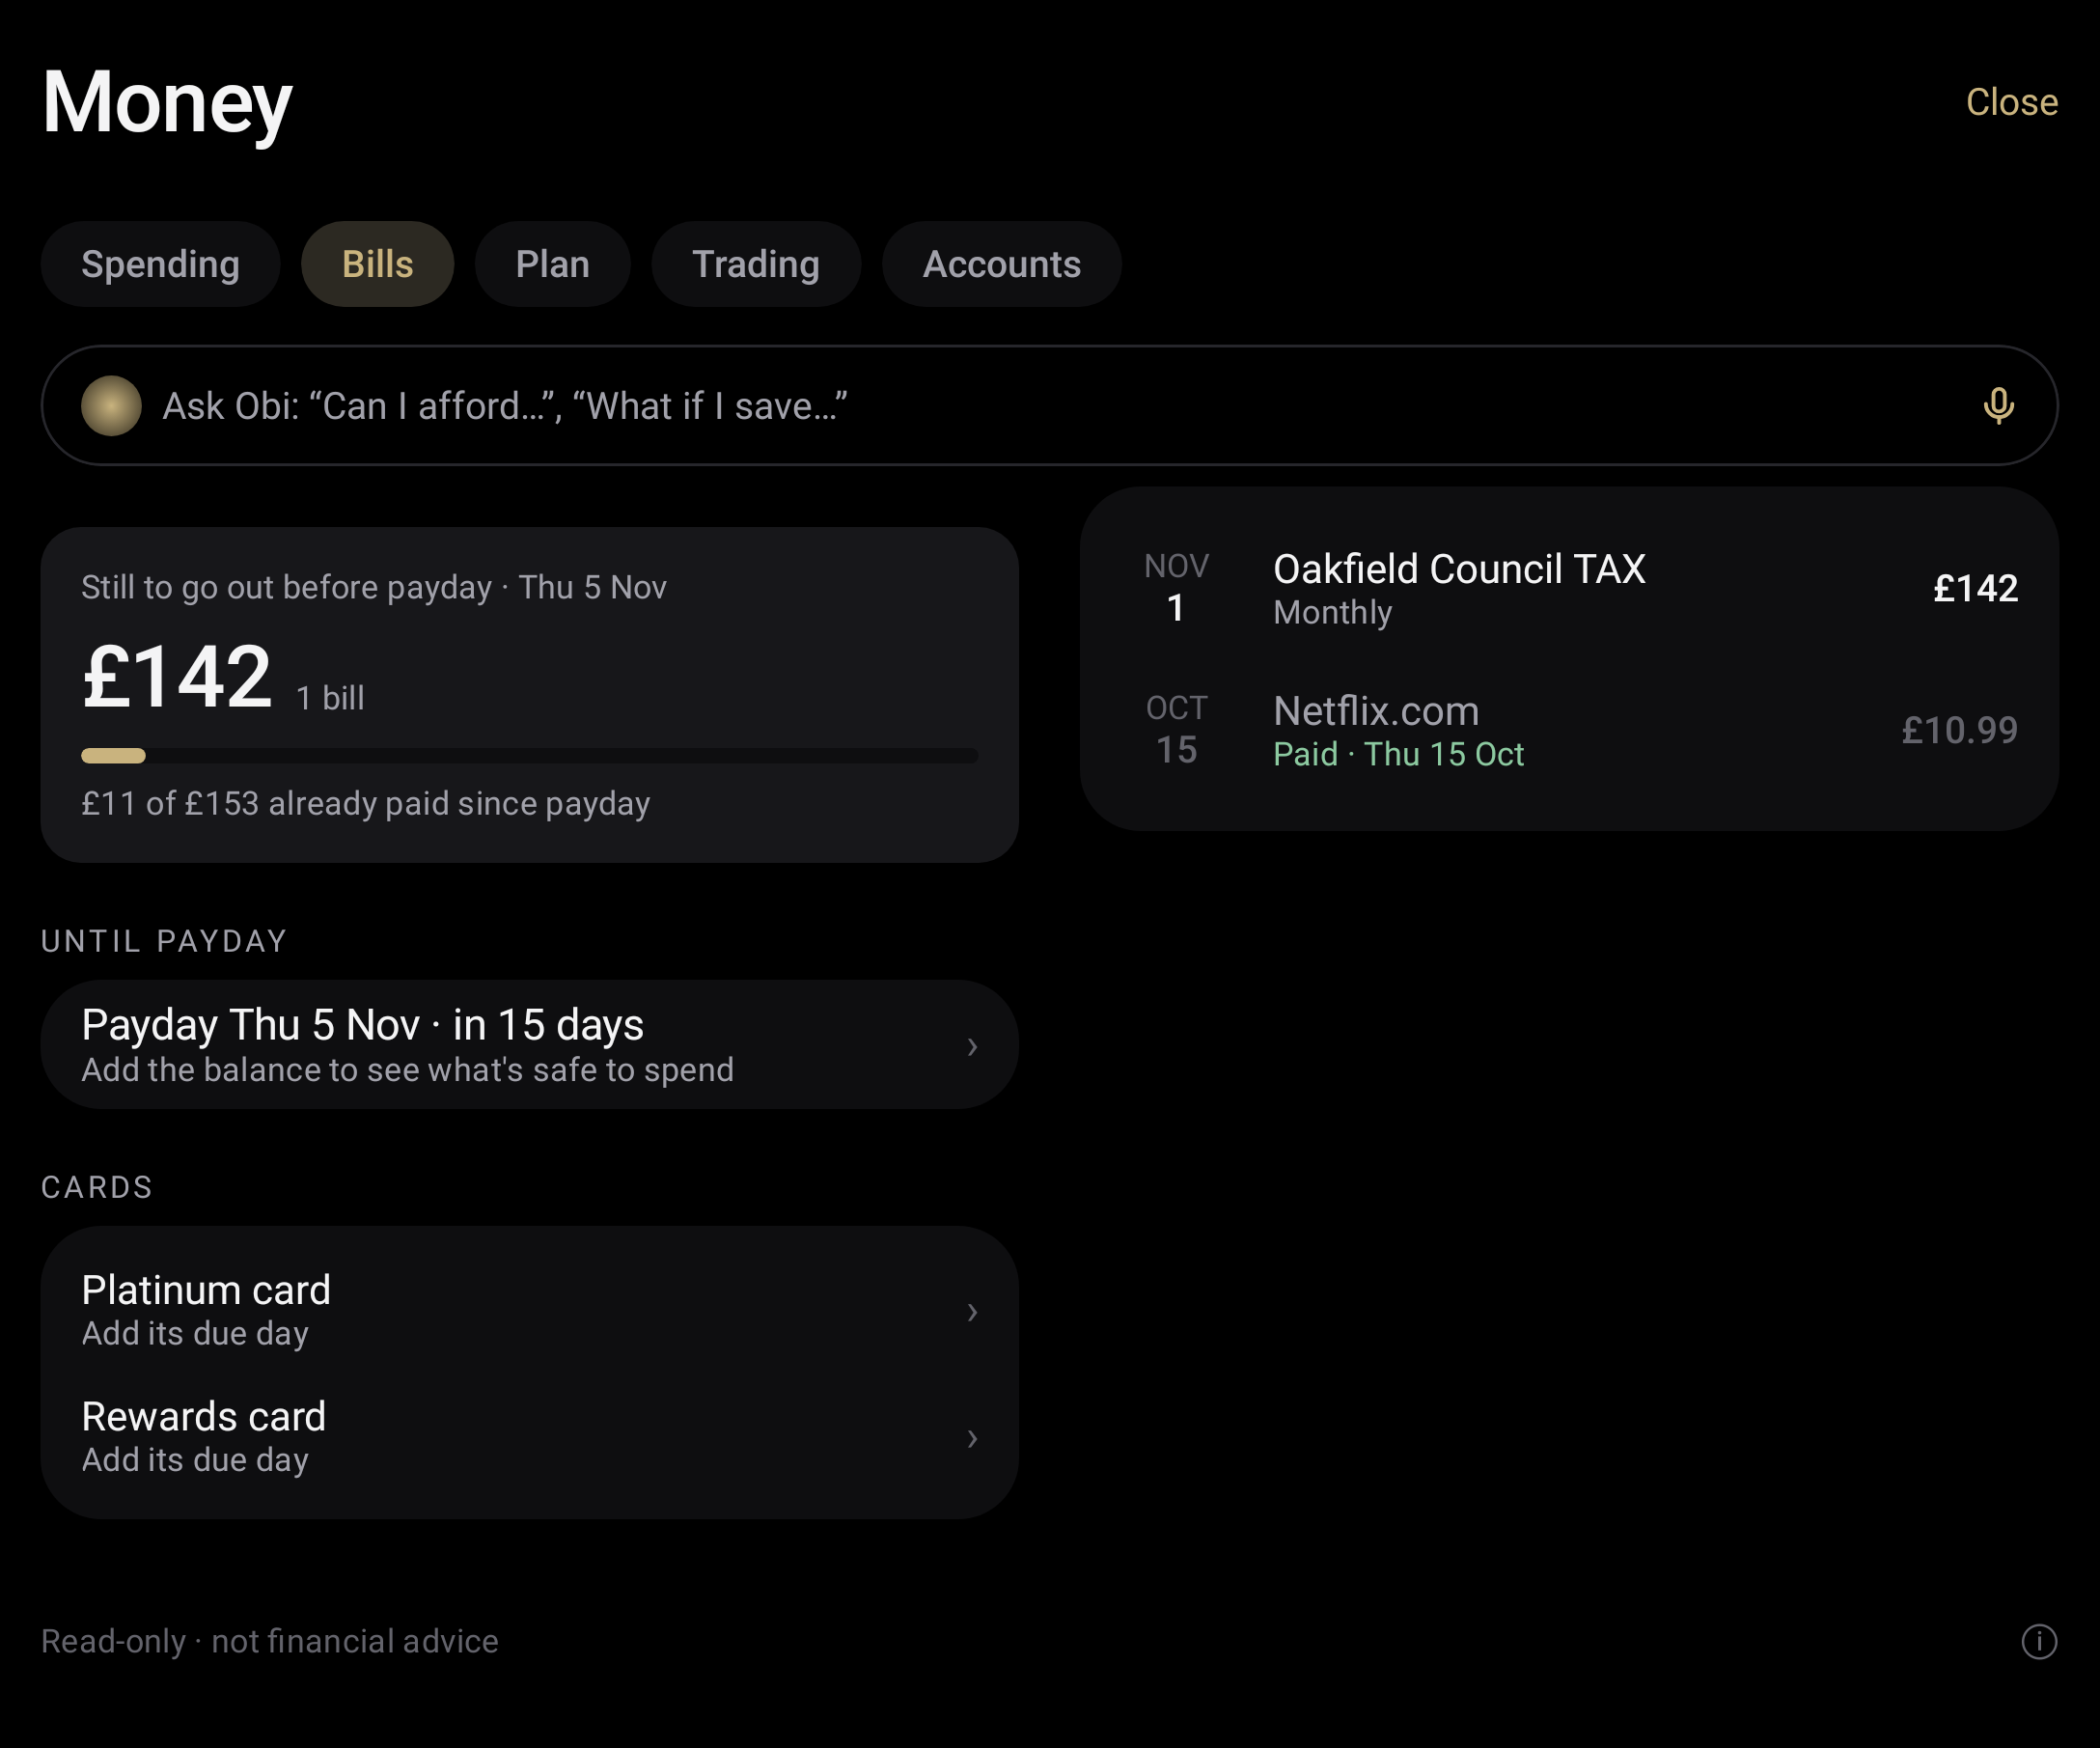 Money
Close
Spending
Bills
Plan
Trading
Accounts
Ask Obi: “Can I afford…”, “What if I save…”
Still to go out before payday · Thu 5 Nov
£142 1 bill
£11 of £153 already paid since payday
UNTIL PAYDAY
Payday Thu 5 Nov · in 15 days
Add the balance to see what's safe to spend
›
CARDS
Platinum card
Add its due day
›
Rewards card
Add its due day
›
NOV
1
Oakfield Council TAX
Monthly
£142
OCT
15
Netflix.com
Paid · Thu 15 Oct
£10.99
Read-only · not financial advice